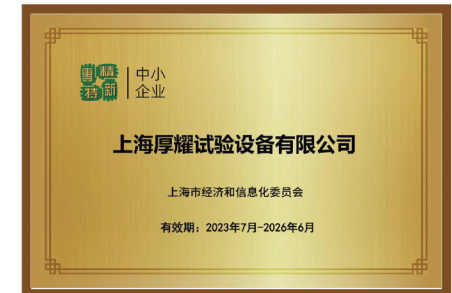 專精特新
中小
企业
上海厚耀试验设备有限公司
上海市经济和信息化委员会
有效期：2023年7月-2026年6月